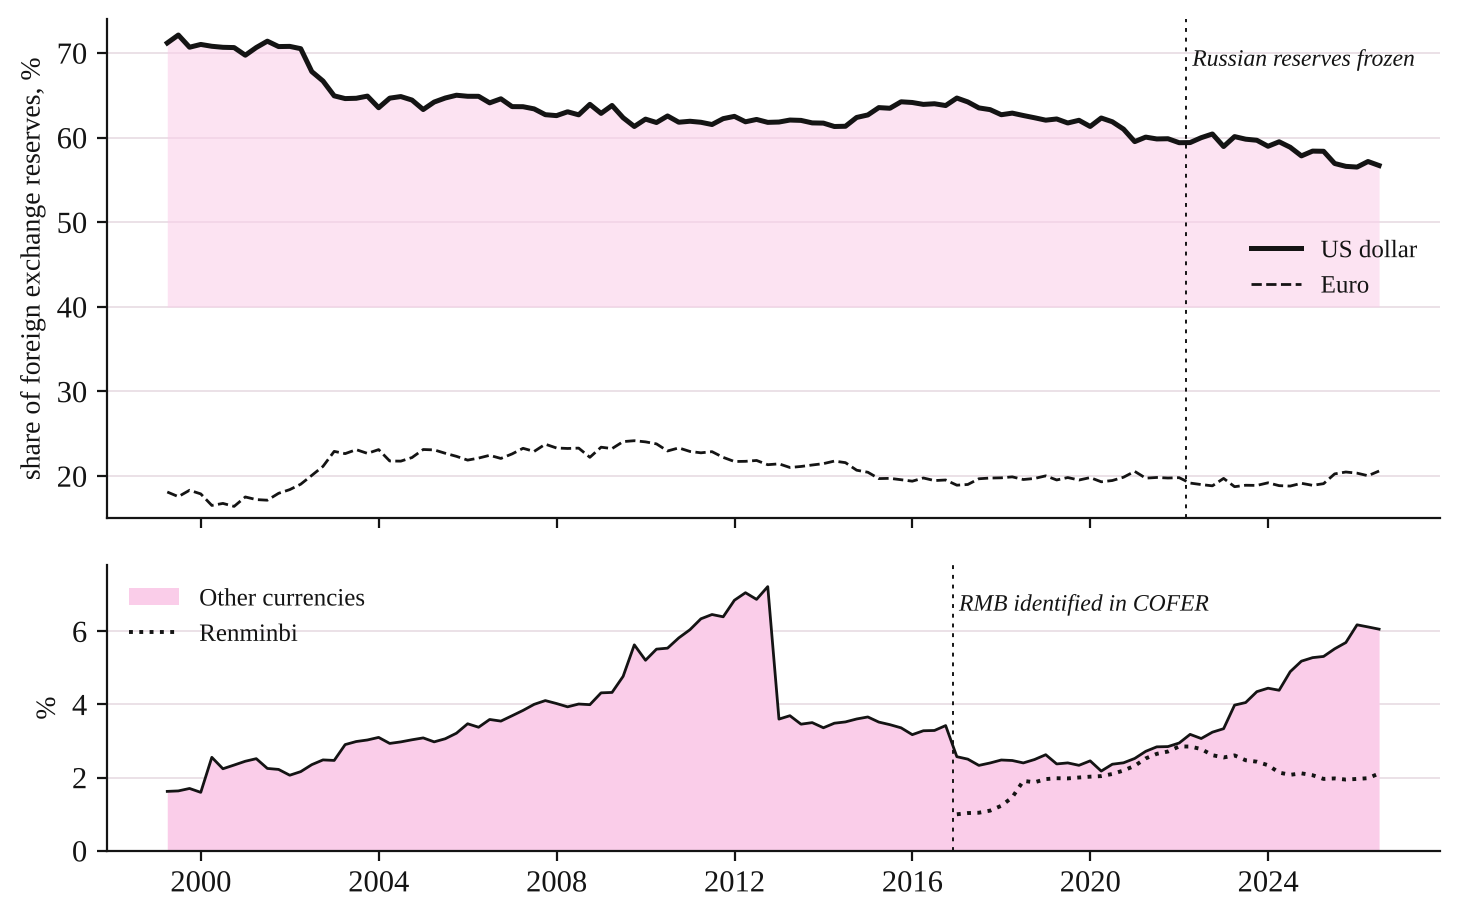 share of foreign exchange reserves, %
70
60
50
40
30
20
Russian reserves frozen
US dollar
Euro
%
6
4
2
0
Other currencies
Renminbi
RMB identified in COFER
2000 2004 2008 2012 2016 2020 2024